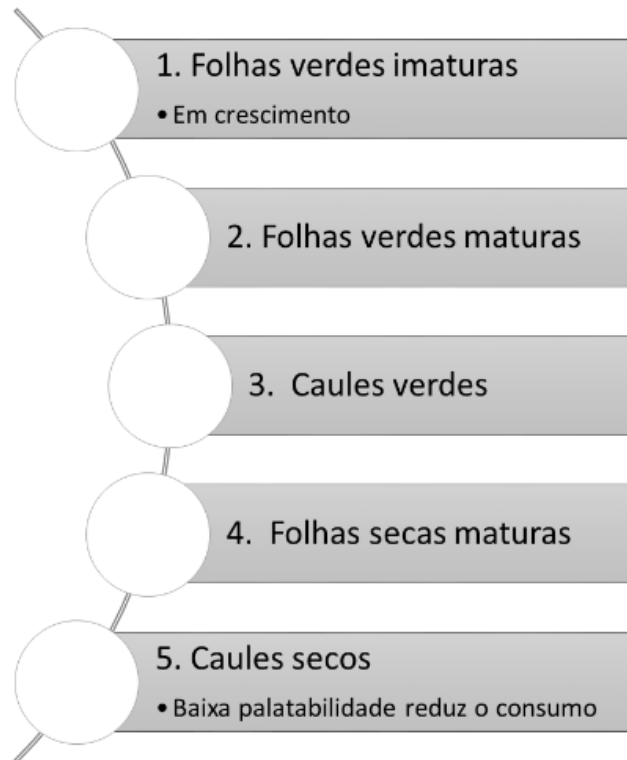 1. Folhas verdes imaturas
• Em crescimento
2. Folhas verdes maturas
3. Caules verdes
4. Folhas secas maturas
5. Caules secos
• Baixa palatabilidade reduz o consumo